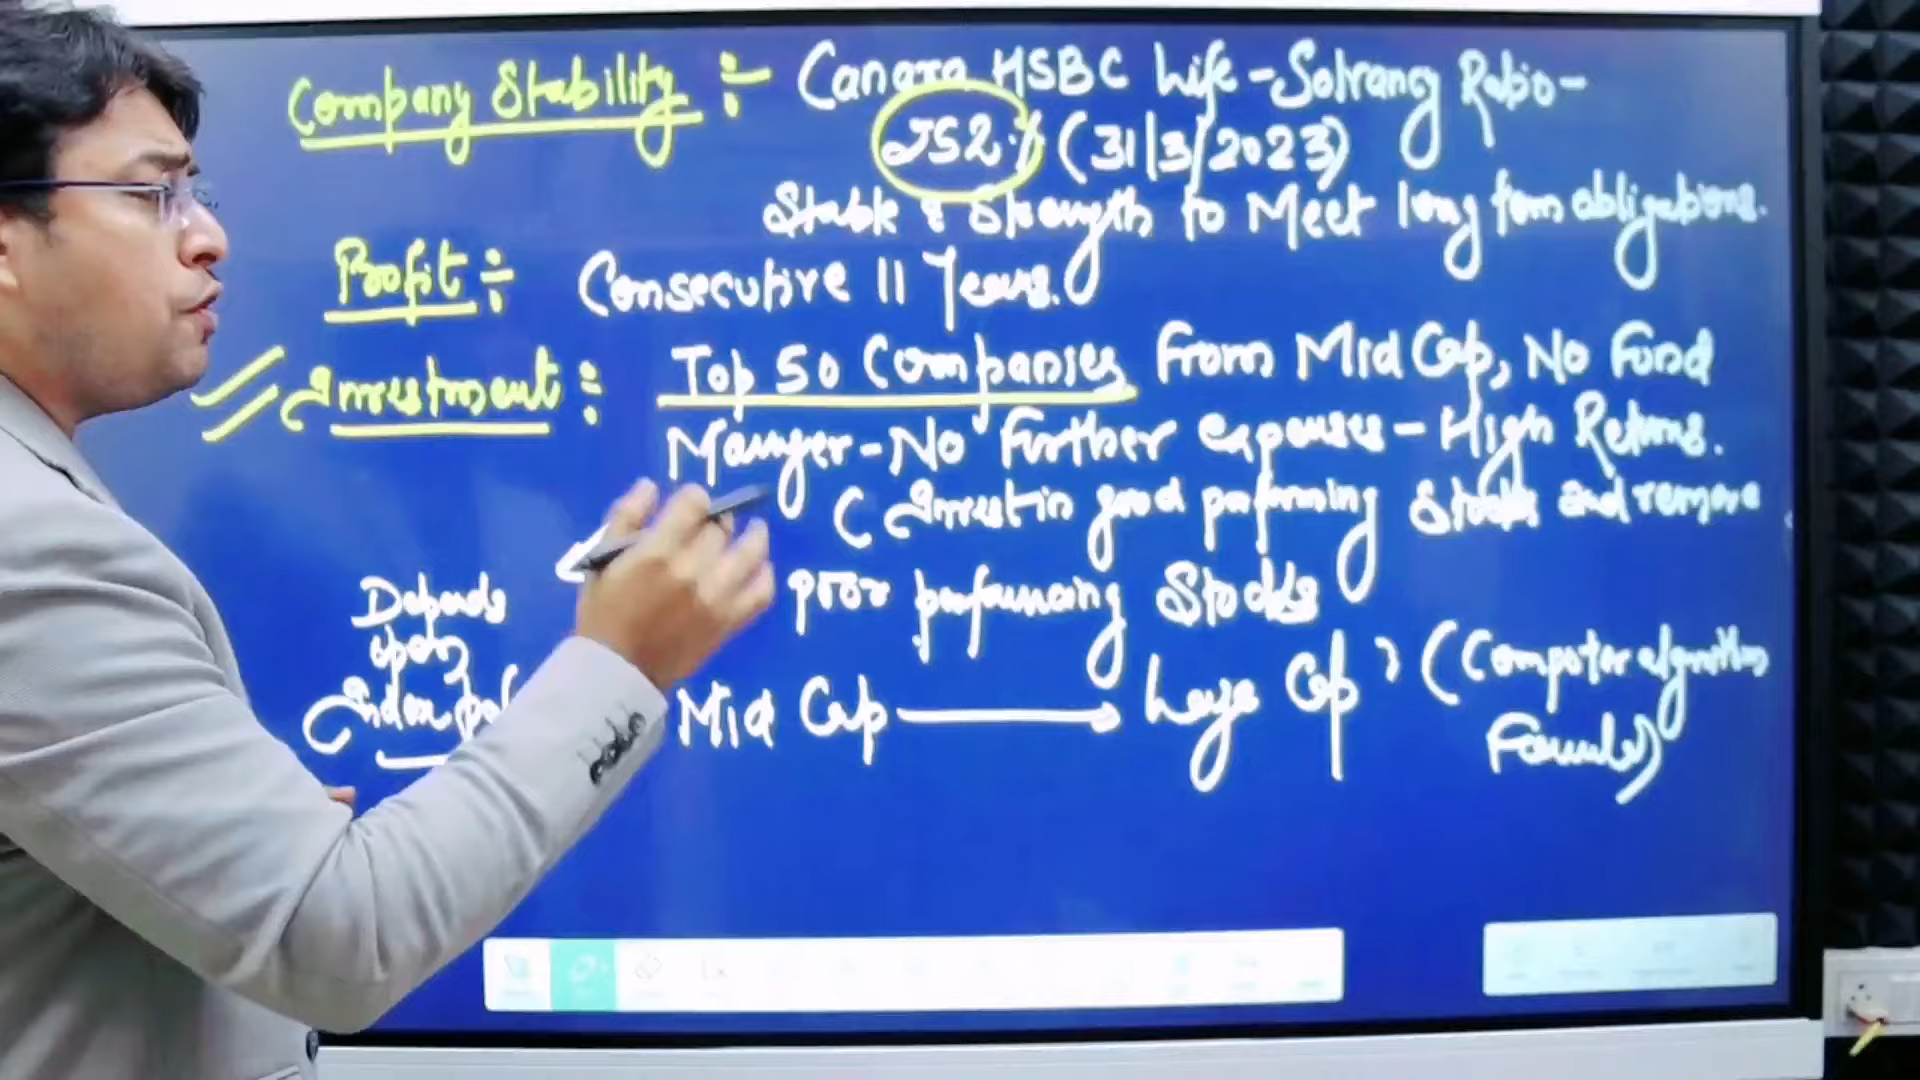 Company Stability :- Canara HSBC Life - Solvancy Ratio -
252% (31/3/2023)
Stable & Strength to Meet long term obligations.
Profit :- Consecutive 11 Years.
Investment :- Top 50 Companies From Mid Cap, No Fund
Manger - No Further expenses - High Returns.
( Invest in good performing Stocks and remove
poor performing Stocks
Depends
upon
Index
Mid Cap → Large Cap ) (Computer algorithm
Formula)